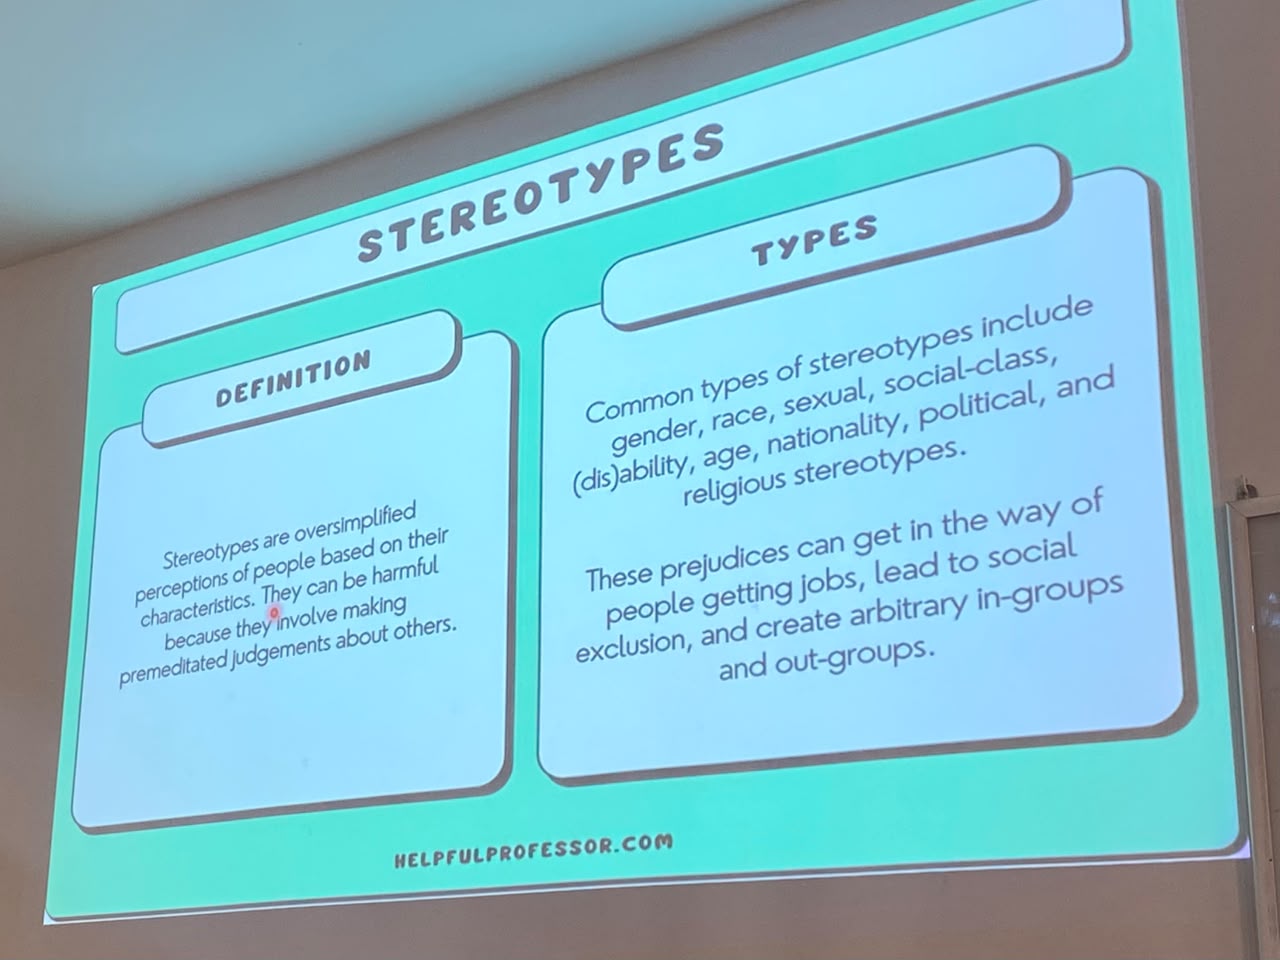 STEREOTYPES
DEFINITION
Stereotypes are oversimplified
perceptions of people based on their
characteristics. They can be harmful
because they involve making
premeditated judgements about others.
TYPES
Common types of stereotypes include
gender, race, sexual, social-class,
(dis)ability, age, nationality, political, and
religious stereotypes.
These prejudices can get in the way of
people getting jobs, lead to social
exclusion, and create arbitrary in-groups
and out-groups.
HELPFULPROFESSOR.COM